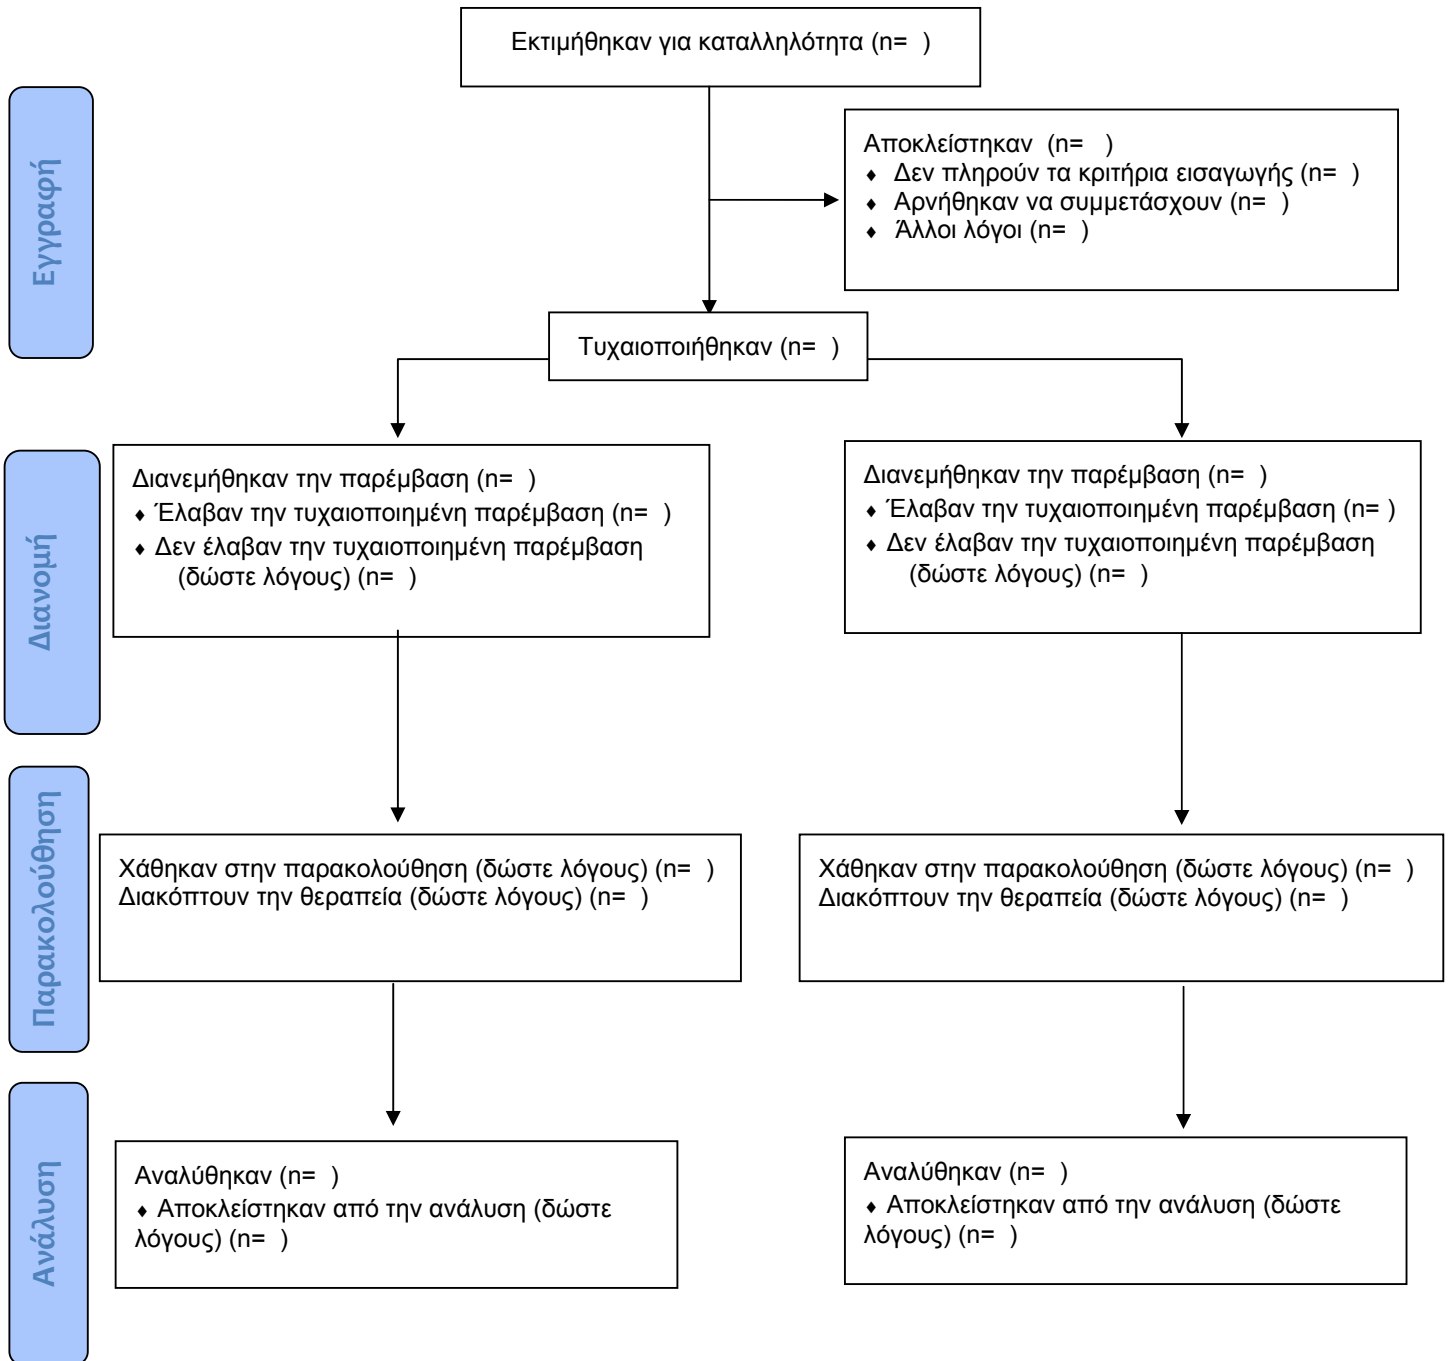 Εκτιμήθηκαν για καταλληλότητα (n= )
Εγγραφή
Αποκλείστηκαν (n= )
♦ Δεν πληρούν τα κριτήρια εισαγωγής (n= )
♦ Αρνήθηκαν να συμμετάσχουν (n= )
♦ Άλλοι λόγοι (n= )
Τυχαιοποιήθηκαν (n= )
Διανομή
Διανεμήθηκαν την παρέμβαση (n= )
♦ Έλαβαν την τυχαιοποιημένη παρέμβαση (n= )
♦ Δεν έλαβαν την τυχαιοποιημένη παρέμβαση
(δώστε λόγους) (n= )
Διανεμήθηκαν την παρέμβαση (n= )
♦ Έλαβαν την τυχαιοποιημένη παρέμβαση (n= )
♦ Δεν έλαβαν την τυχαιοποιημένη παρέμβαση
(δώστε λόγους) (n= )
Παρακολούθηση
Χάθηκαν στην παρακολούθηση (δώστε λόγους) (n= )
Διακόπτουν την θεραπεία (δώστε λόγους) (n= )
Χάθηκαν στην παρακολούθηση (δώστε λόγους) (n= )
Διακόπτουν την θεραπεία (δώστε λόγους) (n= )
Ανάλυση
Αναλύθηκαν (n= )
♦ Αποκλείστηκαν από την ανάλυση (δώστε
λόγους) (n= )
Αναλύθηκαν (n= )
♦ Αποκλείστηκαν από την ανάλυση (δώστε
λόγους) (n= )